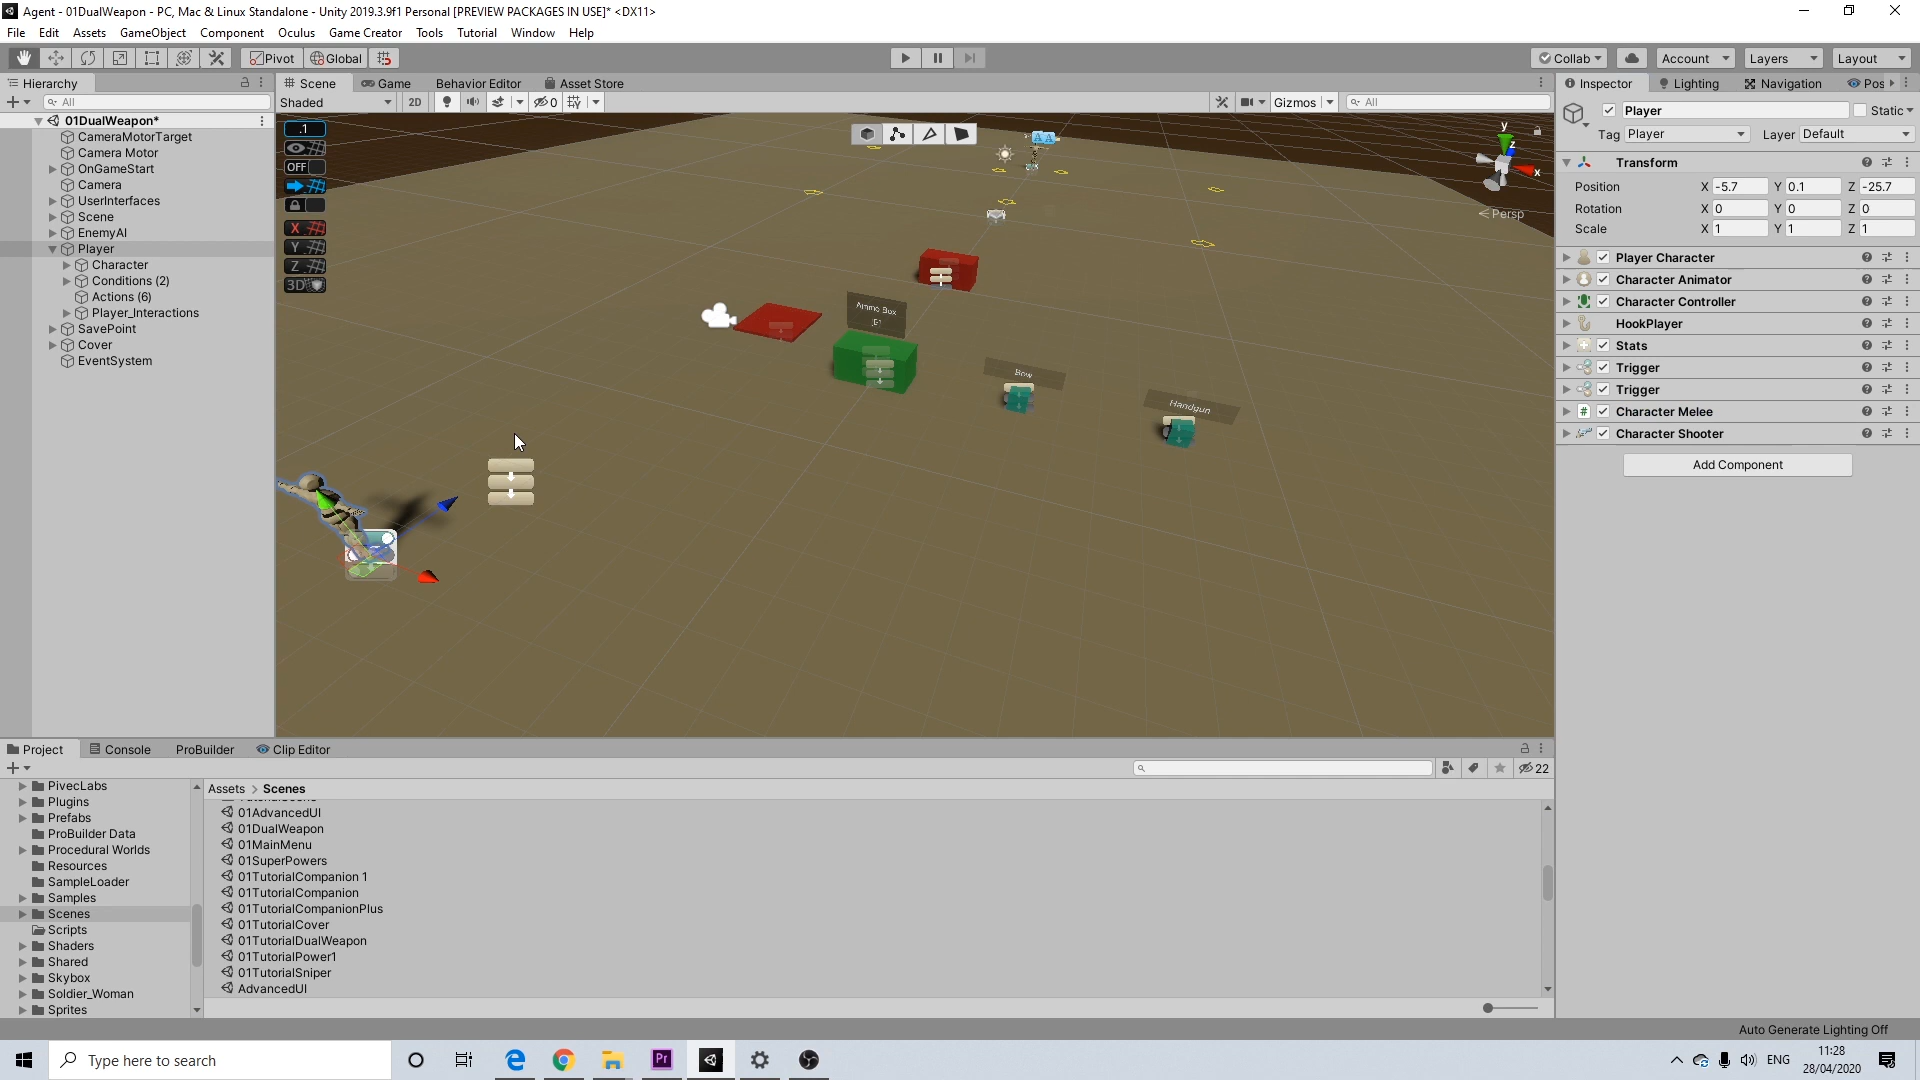 Agent - 01DualWeapon - PC, Mac & Linux Standalone - Unity 2019.3.9f1 Personal [PREVIEW PACKAGES IN USE]* <DX11>
File Edit Assets GameObject Component Oculus Game Creator Tools Tutorial Window Help
Pivot Global Collab Account Layers Layout
Hierarchy
All
01DualWeapon*
CameraMotorTarget
Camera Motor
OnGameStart
Camera
UserInterfaces
Scene
EnemyAI
Player
Character
Conditions (2)
Actions (6)
Player_Interactions
SavePoint
Cover
EventSystem
Scene Game Behavior Editor Asset Store
Shaded 2D 0 Gizmos All
.1
OFF
X
Y
Z
3D
A A
y
z
x
Persp
Ammo Box
[E]
Bow
Handgun
Inspector Lighting Navigation Pos
Player Static
Tag Player Layer Default
Transform
Position X -5.7 Y 0.1 Z -25.7
Rotation X 0 Y 0 Z 0
Scale X 1 Y 1 Z 1
Player Character
Character Animator
Character Controller
HookPlayer
Stats
Trigger
Trigger
Character Melee
Character Shooter
Add Component
Project Console ProBuilder Clip Editor
22
PivecLabs
Plugins
Prefabs
ProBuilder Data
Procedural Worlds
Resources
SampleLoader
Samples
Scenes
Scripts
Shaders
Shared
Skybox
Soldier_Woman
Sprites
Assets > Scenes
01AdvancedUI
01DualWeapon
01MainMenu
01SuperPowers
01TutorialCompanion 1
01TutorialCompanion
01TutorialCompanionPlus
01TutorialCover
01TutorialDualWeapon
01TutorialPower1
01TutorialSniper
AdvancedUI
Auto Generate Lighting Off
Type here to search
Pr
ENG
11:28
28/04/2020